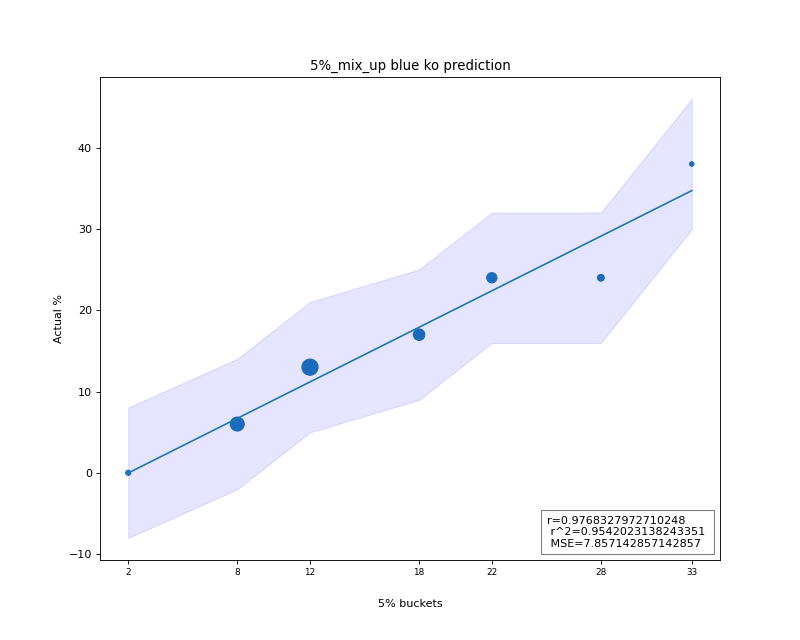 5%_mix_up blue ko prediction
Actual %
40
30
20
10
0
−10
2 8 12 18 22 28 33
5% buckets
r=0.9768327972710248
r^2=0.9542023138243351
MSE=7.857142857142857